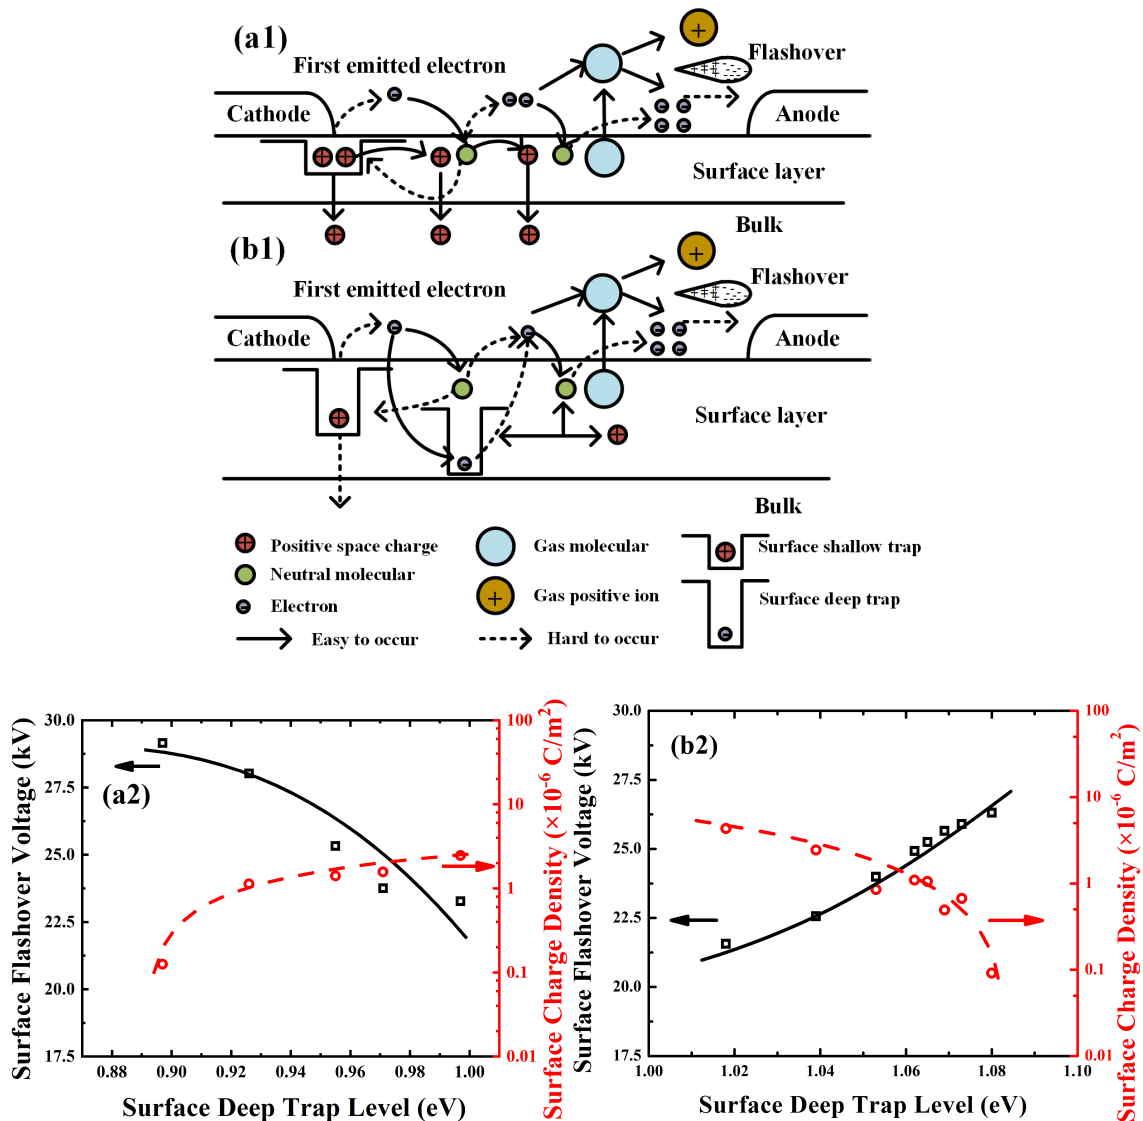 (a1)
First emitted electron
Flashover
Cathode
Anode
Surface layer
Bulk
(b1)
First emitted electron
Flashover
Cathode
Anode
Surface layer
Bulk
Positive space charge
Gas molecular
Surface shallow trap
Neutral molecular
Gas positive ion
Surface deep trap
Electron
Easy to occur
Hard to occur
Surface Flashover Voltage (kV)
30.0
27.5
25.0
22.5
20.0
17.5
(a2)
0.88 0.90 0.92 0.94 0.96 0.98 1.00
Surface Deep Trap Level (eV)
100
10
1
0.1
0.01
Surface Charge Density (×10⁻⁶ C/m²)
Surface Flashover Voltage (kV)
30.0
27.5
25.0
22.5
20.0
17.5
(b2)
1.00 1.02 1.04 1.06 1.08 1.10
Surface Deep Trap Level (eV)
100
10
1
0.1
0.01
Surface Charge Density (×10⁻⁶ C/m²)